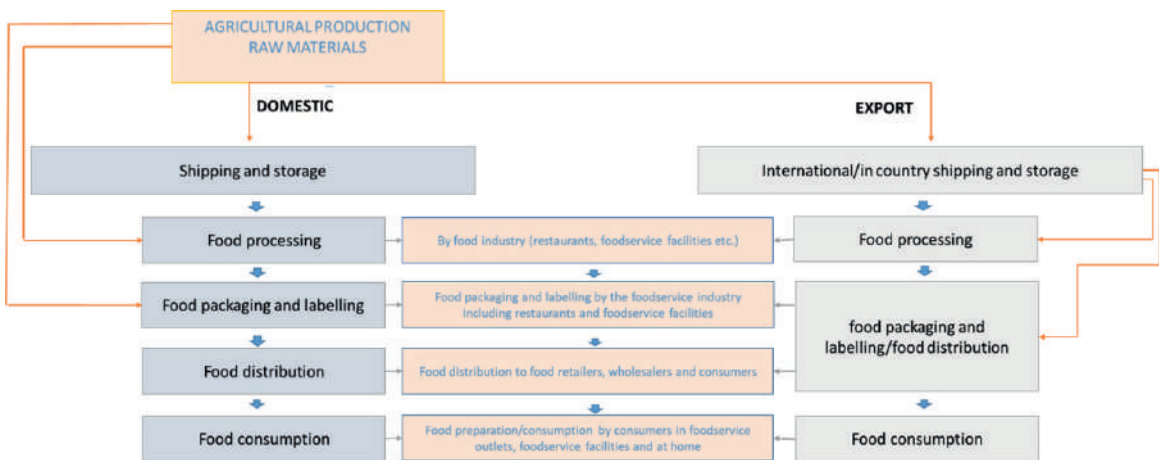 AGRICULTURAL PRODUCTION
RAW MATERIALS
DOMESTIC
EXPORT
Shipping and storage
International/in country shipping and storage
Food processing
By food industry (restaurants, foodservice facilities etc.)
Food processing
Food packaging and labelling
Food packaging and labelling by the foodservice industry
including restaurants and foodservice facilities
food packaging and
labelling/food distribution
Food distribution
Food distribution to food retailers, wholesalers and consumers
Food consumption
Food preparation/consumption by consumers in foodservice
outlets, foodservice facilities and at home
Food consumption